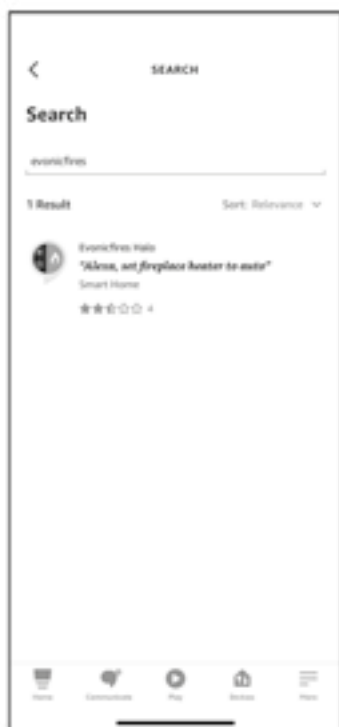 SEARCH
Search
evonicfires
1 Result
Sort: Relevance
Evonicfires Halo
"Alexa, set fireplace heater to auto"
Smart Home
4
Home
Communicate
Play
Devices
More